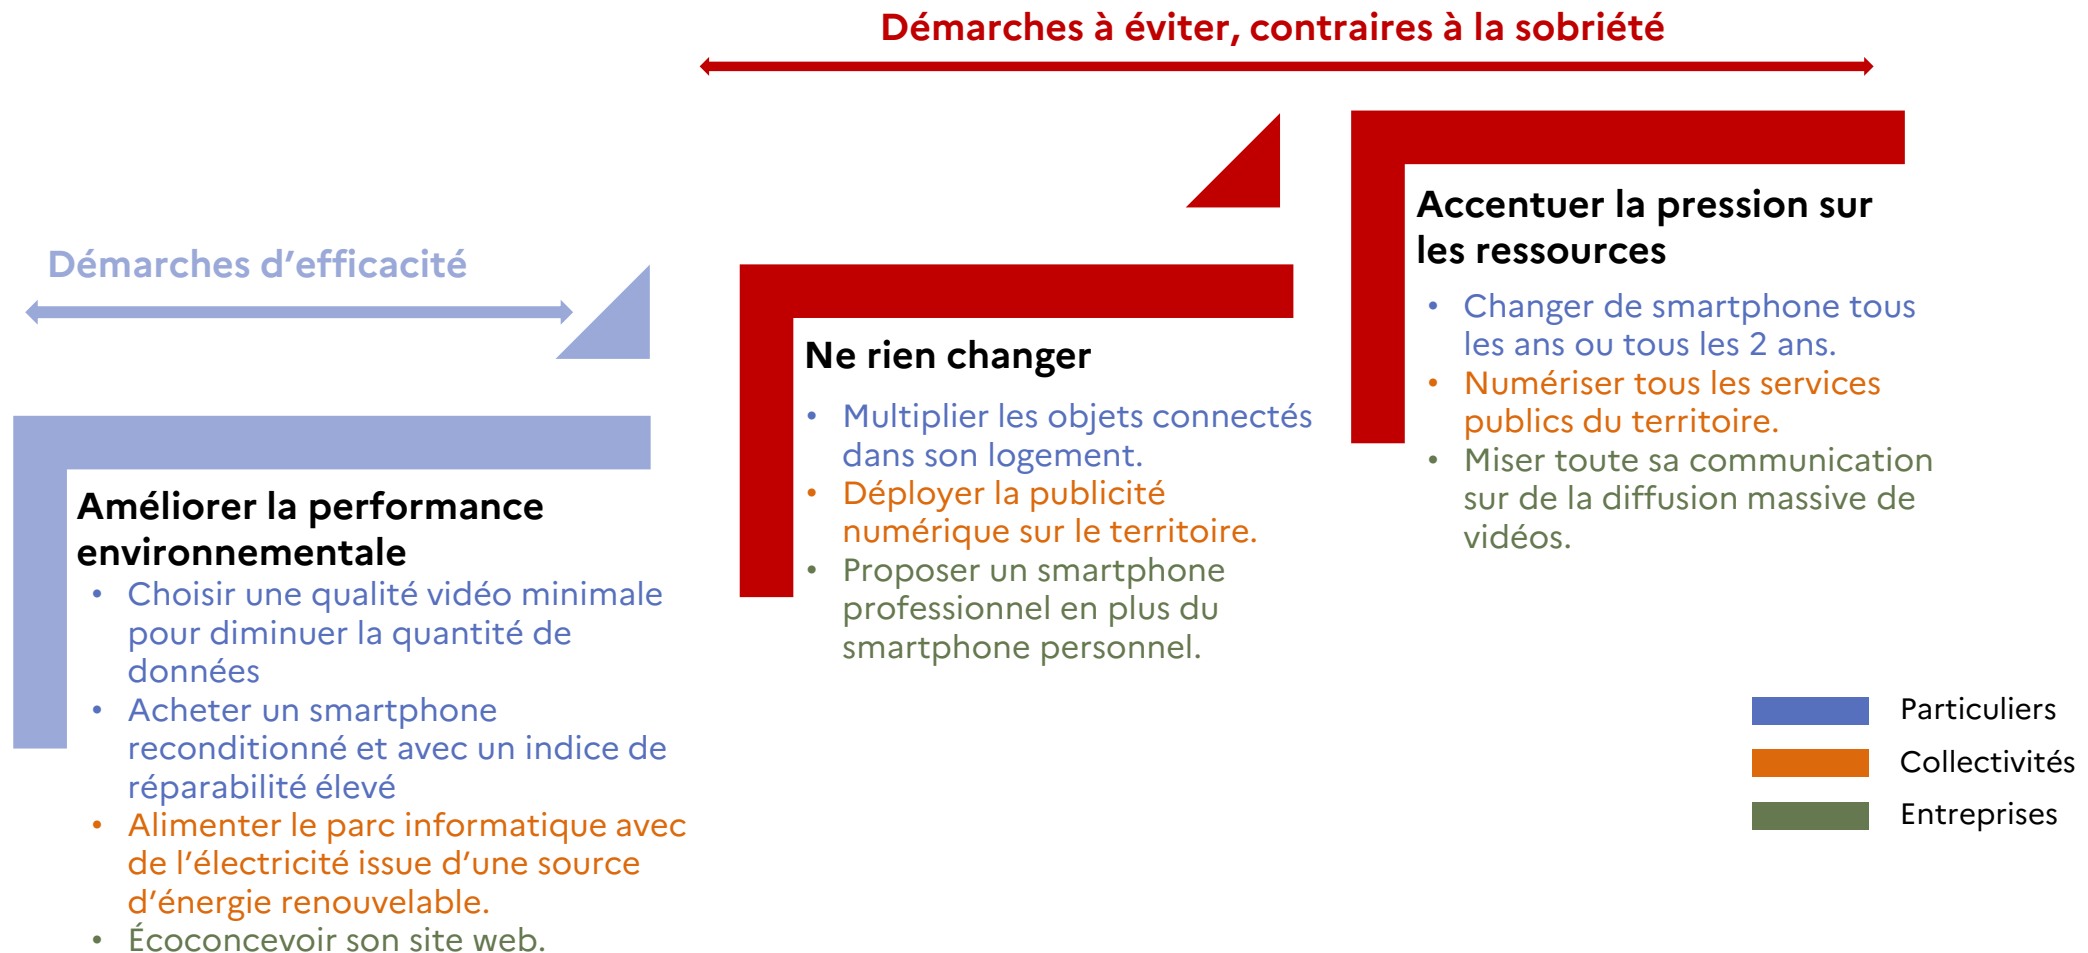 Démarches à éviter, contraires à la sobriété
Démarches d’efficacité
Améliorer la performance
environnementale
• Choisir une qualité vidéo minimale
pour diminuer la quantité de
données
• Acheter un smartphone
reconditionné et avec un indice de
réparabilité élevé
• Alimenter le parc informatique avec
de l’électricité issue d’une source
d’énergie renouvelable.
• Écoconcevoir son site web.
Ne rien changer
• Multiplier les objets connectés
dans son logement.
• Déployer la publicité
numérique sur le territoire.
• Proposer un smartphone
professionnel en plus du
smartphone personnel.
Accentuer la pression sur
les ressources
• Changer de smartphone tous
les ans ou tous les 2 ans.
• Numériser tous les services
publics du territoire.
• Miser toute sa communication
sur de la diffusion massive de
vidéos.
Particuliers
Collectivités
Entreprises